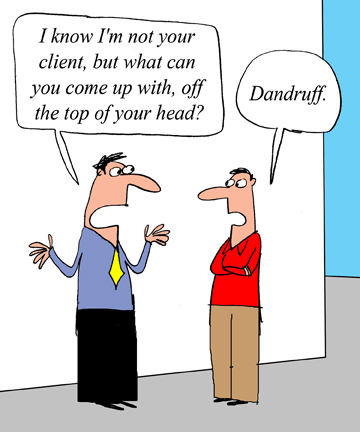 I know I'm not your
client, but what can
you come up with, off
the top of your head?
Dandruff.